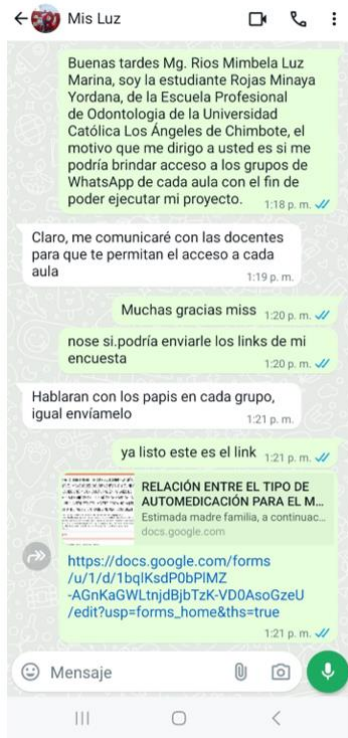 Mis Luz
Buenas tardes Mg. Rios Mimbela Luz
Marina, soy la estudiante Rojas Minaya
Yordana, de la Escuela Profesional
de Odontologia de la Universidad
Católica Los Ángeles de Chimbote, el
motivo que me dirigo a usted es si me
podría brindar acceso a los grupos de
WhatsApp de cada aula con el fin de
poder ejecutar mi proyecto. 1:18 p. m.
Claro, me comunicaré con las docentes
para que te permitan el acceso a cada
aula
1:19 p. m.
Muchas gracias miss 1:20 p. m.
nose si.podría enviarle los links de mi
encuesta
1:20 p. m.
Hablaran con los papis en cada grupo,
igual envíamelo
1:21 p. m.
ya listo este es el link 1:21 p. m.
RELACIÓN ENTRE EL TIPO DE
AUTOMEDICACIÓN PARA EL M...
Estimada madre familia, a continuac...
docs.google.com
https://docs.google.com/forms
/u/1/d/1bqlKsdP0bPlMZ
-AGnKaGWLtnjdBjbTzK-VD0AsoGzeU
/edit?usp=forms_home&ths=true
1:21 p. m.
Mensaje